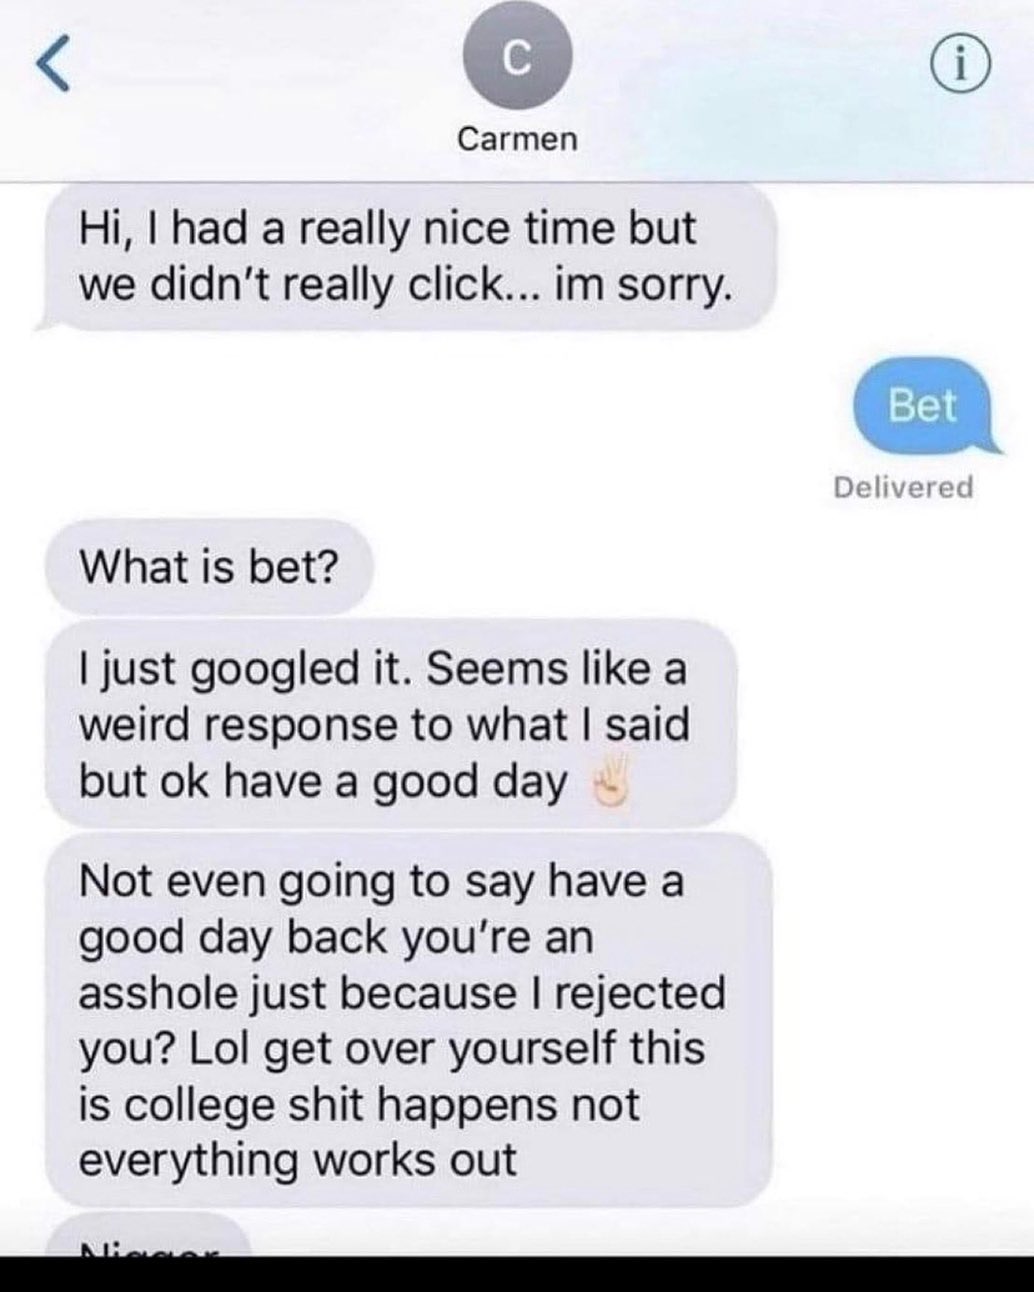 C
Carmen
Hi, I had a really nice time but
we didn't really click... im sorry.
Bet
Delivered
What is bet?
I just googled it. Seems like a
weird response to what I said
but ok have a good day ✌🏻
Not even going to say have a
good day back you're an
asshole just because I rejected
you? Lol get over yourself this
is college shit happens not
everything works out